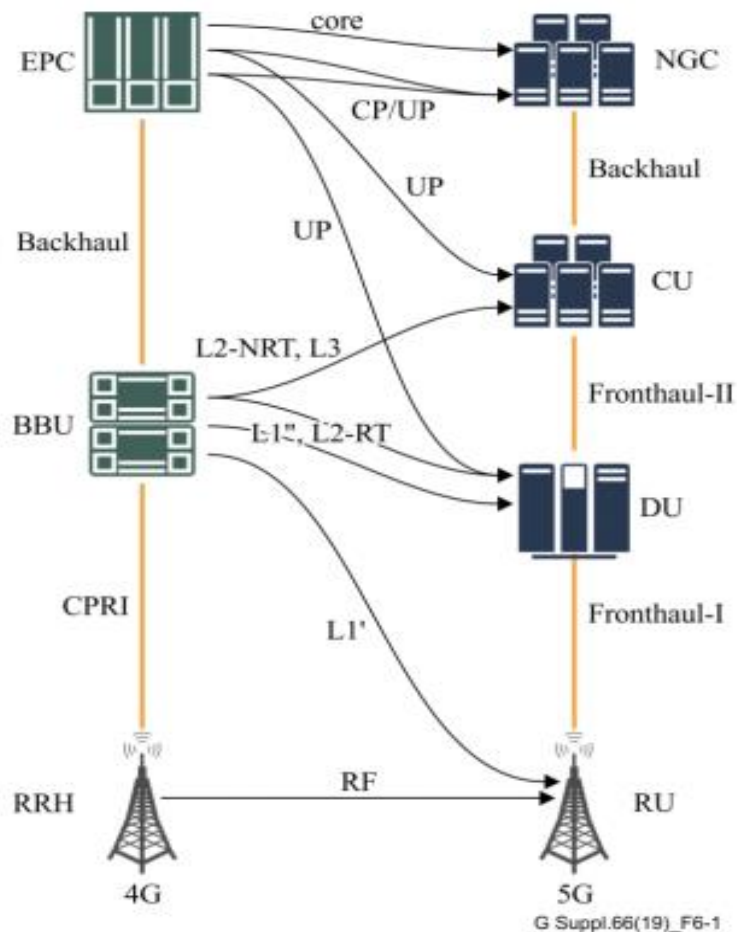 core
EPC
NGC
CP/UP
Backhaul
UP
UP
Backhaul
CU
L2-NRT, L3
Fronthaul-II
BBU
L1", L2-RT
DU
CPRI
Fronthaul-I
L1'
RF
RRH
RU
4G
5G
G Suppl.66(19)_F6-1